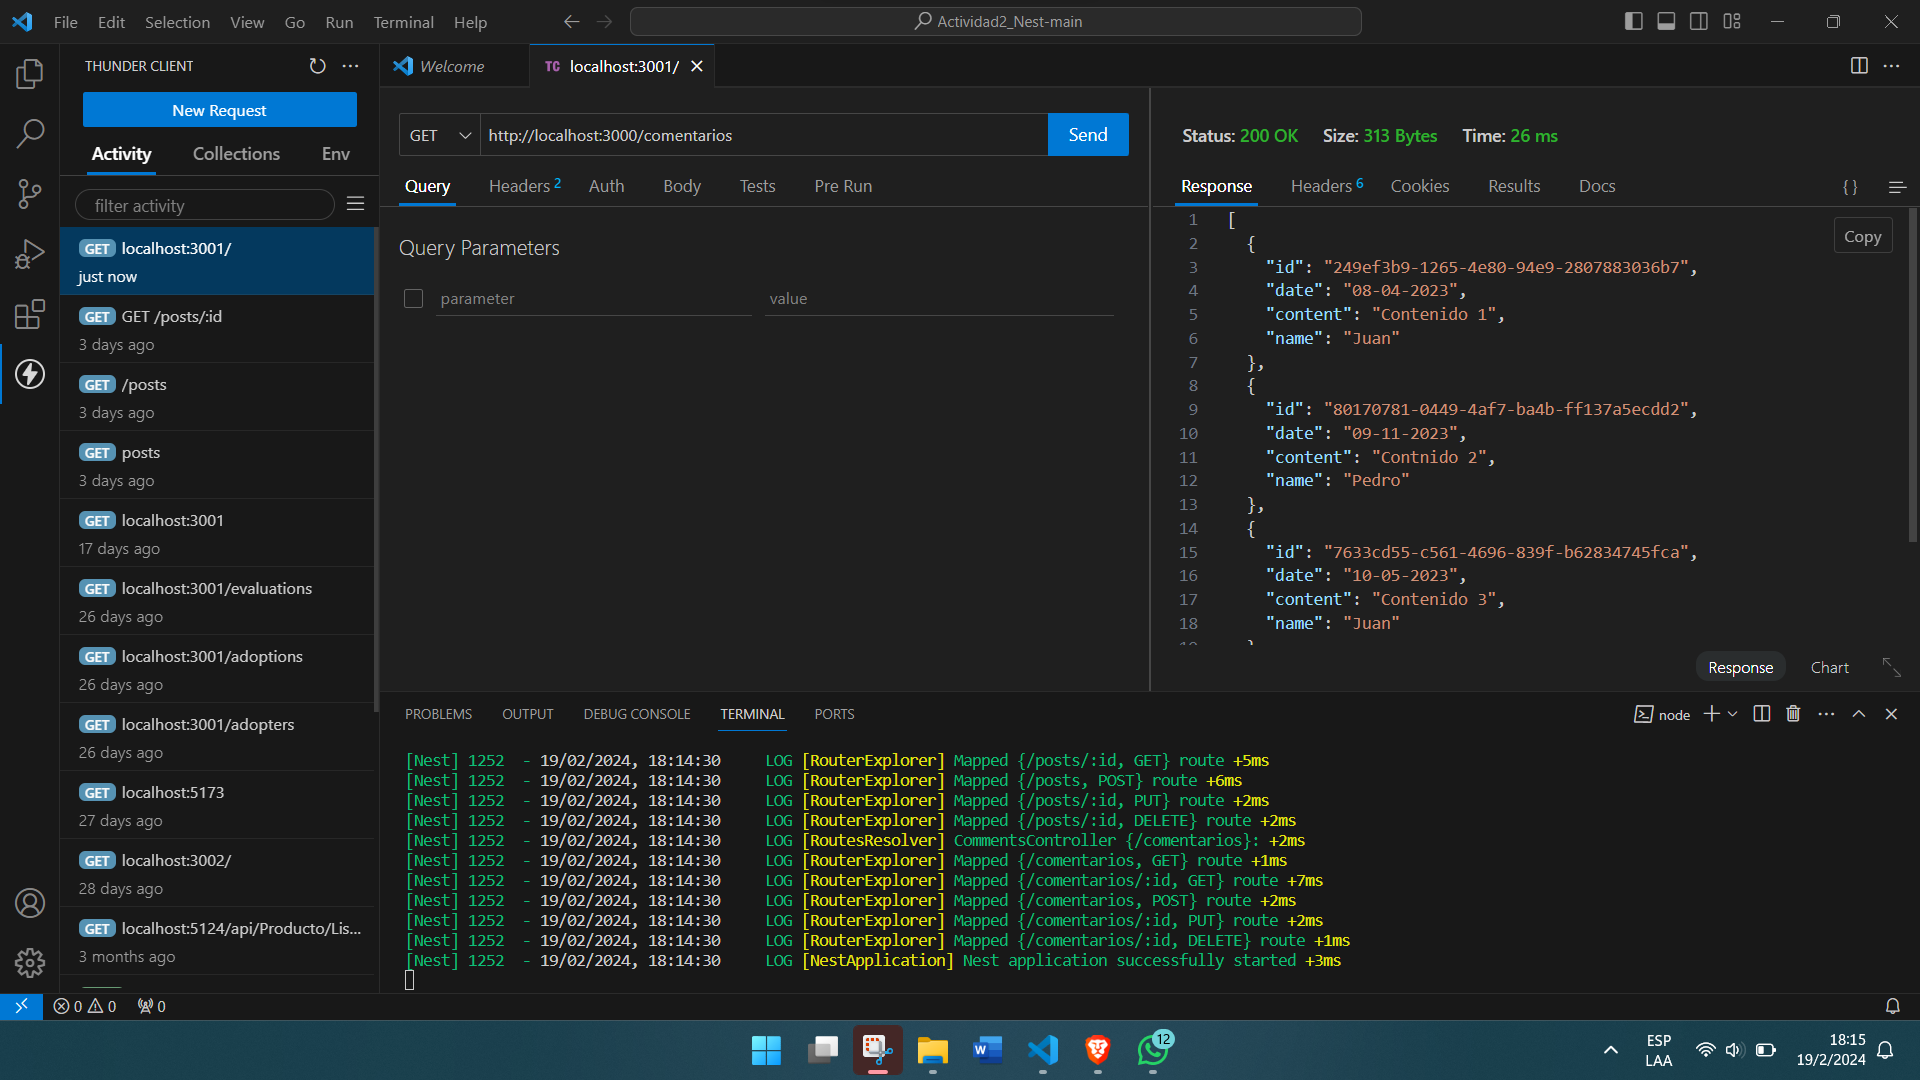 File Edit Selection View Go Run Terminal Help
Actividad2_Nest-main
THUNDER CLIENT
New Request
Activity Collections Env
filter activity
GET localhost:3001/
just now
GET GET /posts/:id
3 days ago
GET /posts
3 days ago
GET posts
3 days ago
GET localhost:3001
17 days ago
GET localhost:3001/evaluations
26 days ago
GET localhost:3001/adoptions
26 days ago
GET localhost:3001/adopters
26 days ago
GET localhost:5173
27 days ago
GET localhost:3002/
28 days ago
GET localhost:5124/api/Producto/Lis...
3 months ago
Welcome
TC localhost:3001/
GET http://localhost:3000/comentarios Send
Query Headers 2 Auth Body Tests Pre Run
Query Parameters
parameter value
Status: 200 OK Size: 313 Bytes Time: 26 ms
Response Headers 6 Cookies Results Docs
{ }
Copy
1 [
2 {
3 "id": "249ef3b9-1265-4e80-94e9-2807883036b7",
4 "date": "08-04-2023",
5 "content": "Contenido 1",
6 "name": "Juan"
7 },
8 {
9 "id": "80170781-0449-4af7-ba4b-ff137a5ecdd2",
10 "date": "09-11-2023",
11 "content": "Contnido 2",
12 "name": "Pedro"
13 },
14 {
15 "id": "7633cd55-c561-4696-839f-b62834745fca",
16 "date": "10-05-2023",
17 "content": "Contenido 3",
18 "name": "Juan"
Response Chart
PROBLEMS OUTPUT DEBUG CONSOLE TERMINAL PORTS
node
[Nest] 1252 - 19/02/2024, 18:14:30 LOG [RouterExplorer] Mapped {/posts/:id, GET} route +5ms
[Nest] 1252 - 19/02/2024, 18:14:30 LOG [RouterExplorer] Mapped {/posts, POST} route +6ms
[Nest] 1252 - 19/02/2024, 18:14:30 LOG [RouterExplorer] Mapped {/posts/:id, PUT} route +2ms
[Nest] 1252 - 19/02/2024, 18:14:30 LOG [RouterExplorer] Mapped {/posts/:id, DELETE} route +2ms
[Nest] 1252 - 19/02/2024, 18:14:30 LOG [RoutesResolver] CommentsController {/comentarios}: +2ms
[Nest] 1252 - 19/02/2024, 18:14:30 LOG [RouterExplorer] Mapped {/comentarios, GET} route +1ms
[Nest] 1252 - 19/02/2024, 18:14:30 LOG [RouterExplorer] Mapped {/comentarios/:id, GET} route +7ms
[Nest] 1252 - 19/02/2024, 18:14:30 LOG [RouterExplorer] Mapped {/comentarios, POST} route +2ms
[Nest] 1252 - 19/02/2024, 18:14:30 LOG [RouterExplorer] Mapped {/comentarios/:id, PUT} route +2ms
[Nest] 1252 - 19/02/2024, 18:14:30 LOG [RouterExplorer] Mapped {/comentarios/:id, DELETE} route +1ms
[Nest] 1252 - 19/02/2024, 18:14:30 LOG [NestApplication] Nest application successfully started +3ms
0 0 0
12
ESP
LAA
18:15
19/2/2024